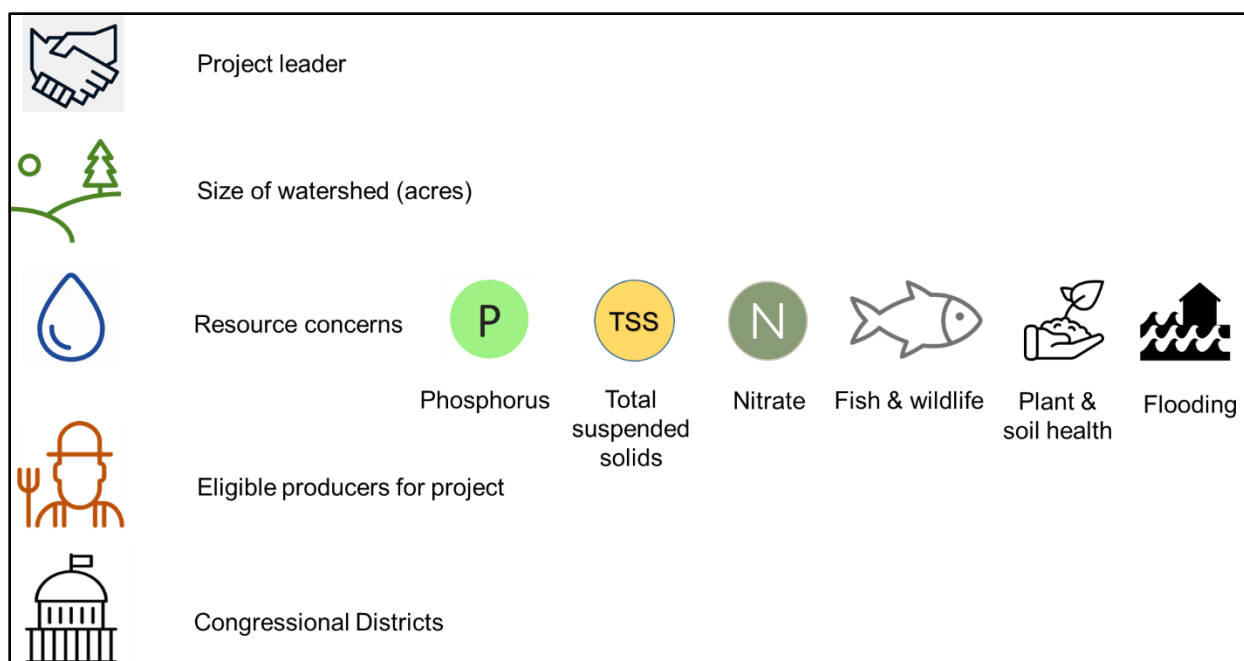 Project leader
Size of watershed (acres)
Resource concerns
P
TSS
N
Phosphorus
Total
suspended
solids
Nitrate
Fish & wildlife
Plant &
soil health
Flooding
Eligible producers for project
Congressional Districts